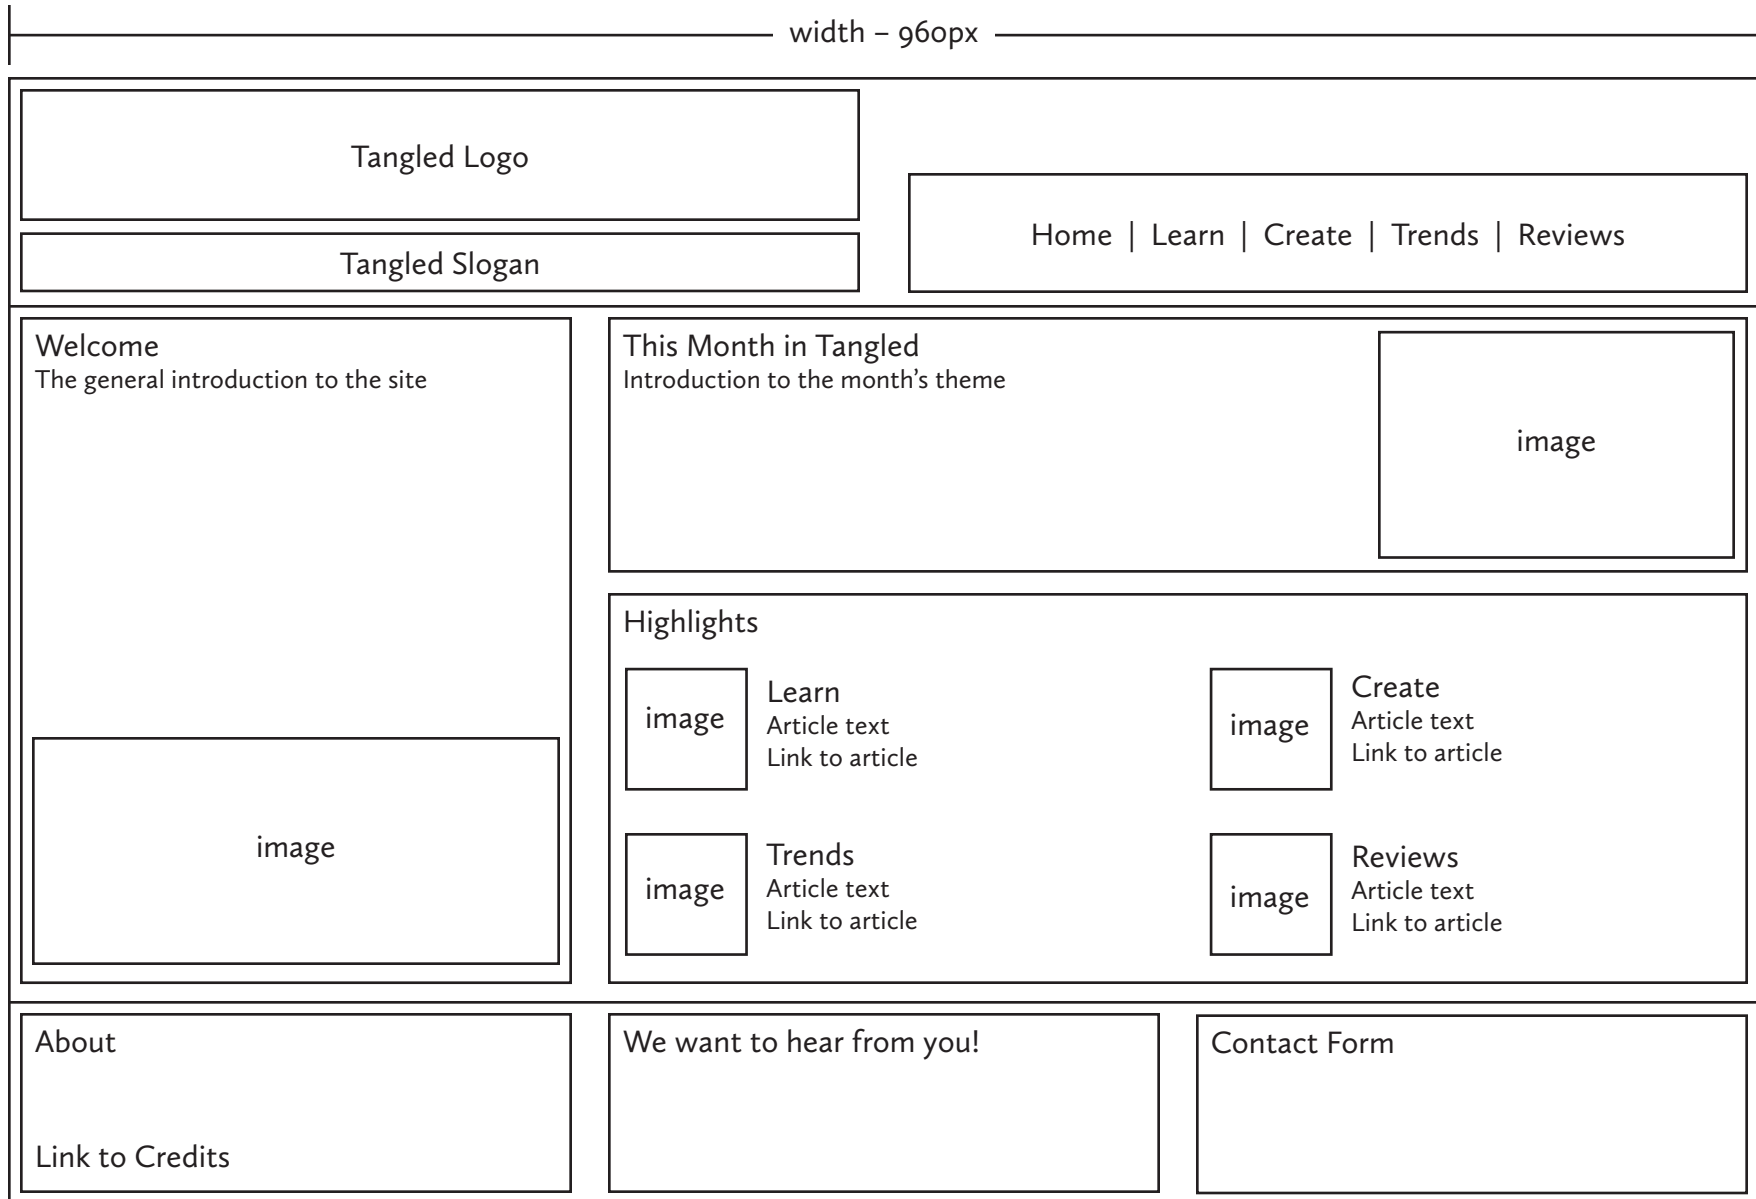 width – 960px
Tangled Logo
Tangled Slogan
Home | Learn | Create | Trends | Reviews
Welcome
The general introduction to the site
image
This Month in Tangled
Introduction to the month’s theme
image
Highlights
image
Learn
Article text
Link to article
image
Create
Article text
Link to article
image
Trends
Article text
Link to article
image
Reviews
Article text
Link to article
About
Link to Credits
We want to hear from you!
Contact Form